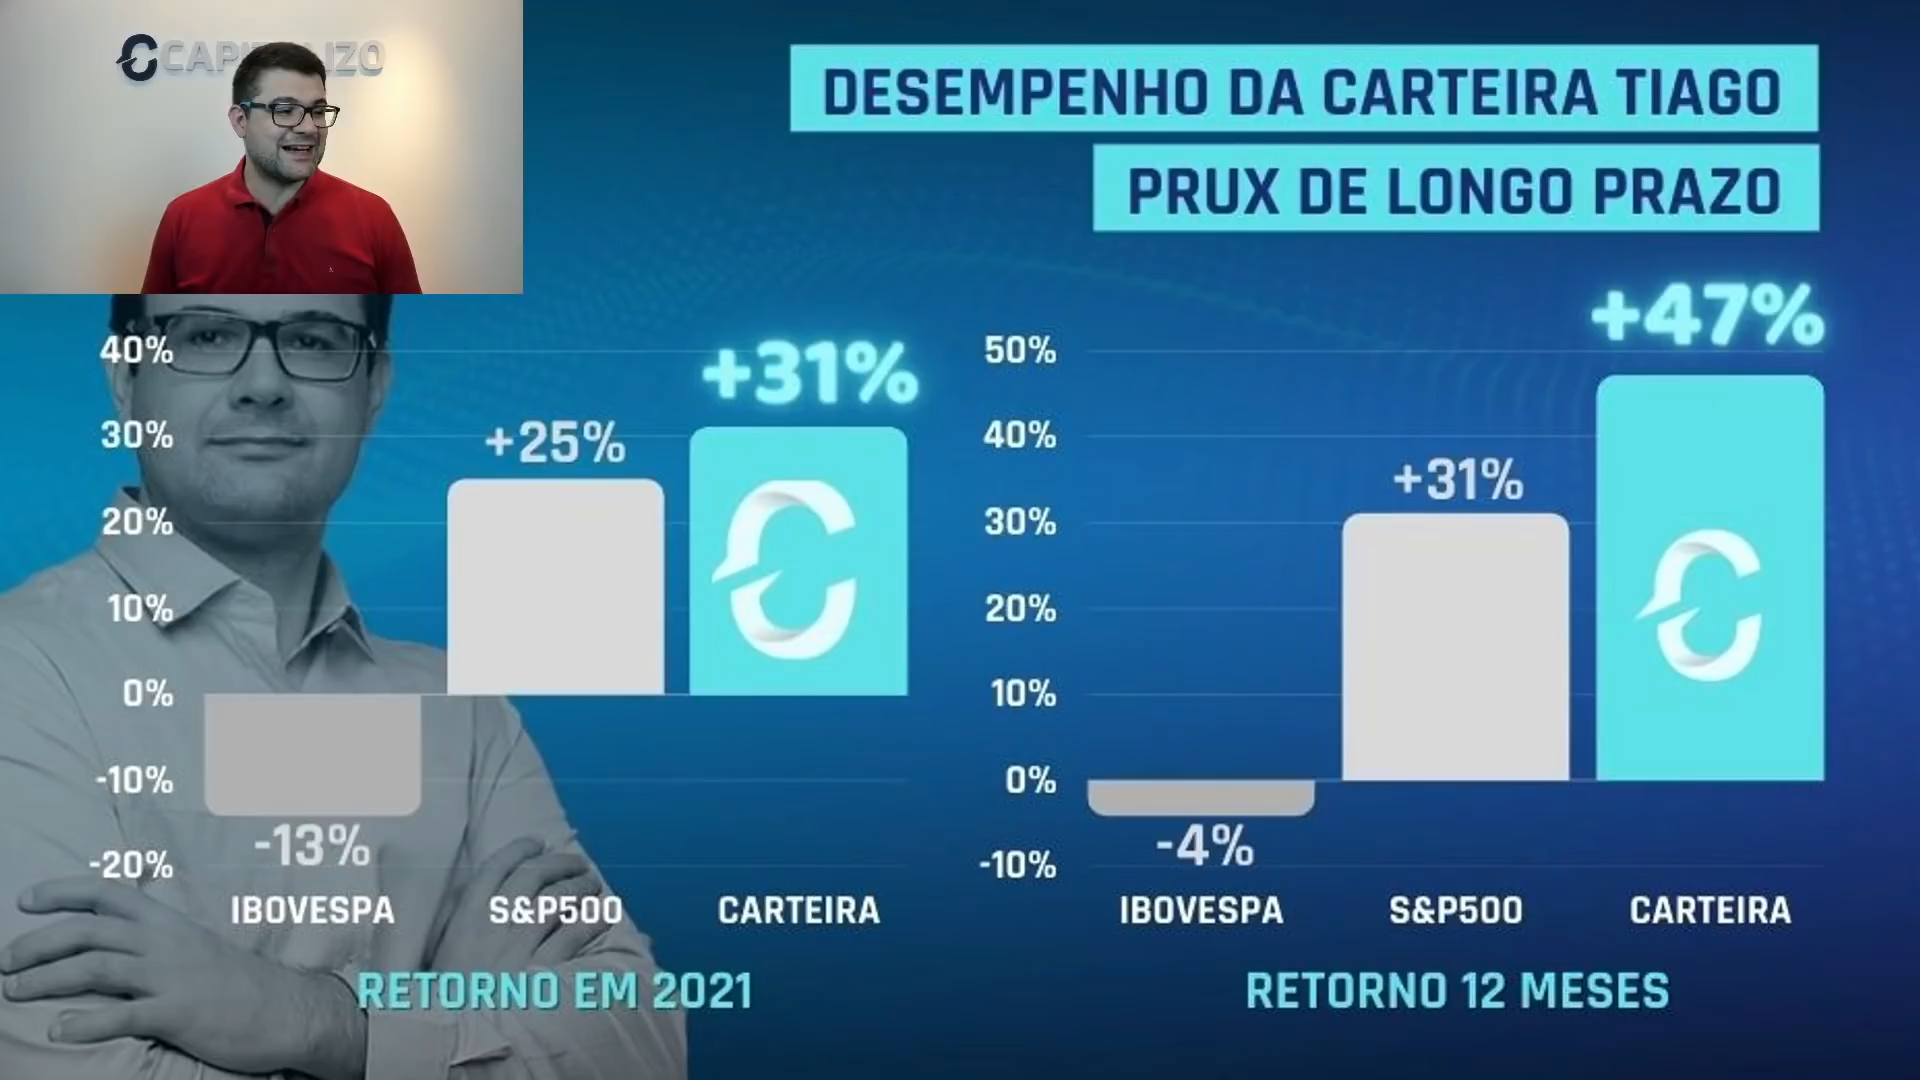 CAPITALIZO
DESEMPENHO DA CARTEIRA TIAGO
PRUX DE LONGO PRAZO
40%
30%
20%
10%
0%
-10%
-20%
-13%
+25%
+31%
IBOVESPA
S&P500
CARTEIRA
RETORNO EM 2021
50%
40%
30%
20%
10%
0%
-10%
-4%
+31%
+47%
IBOVESPA
S&P500
CARTEIRA
RETORNO 12 MESES